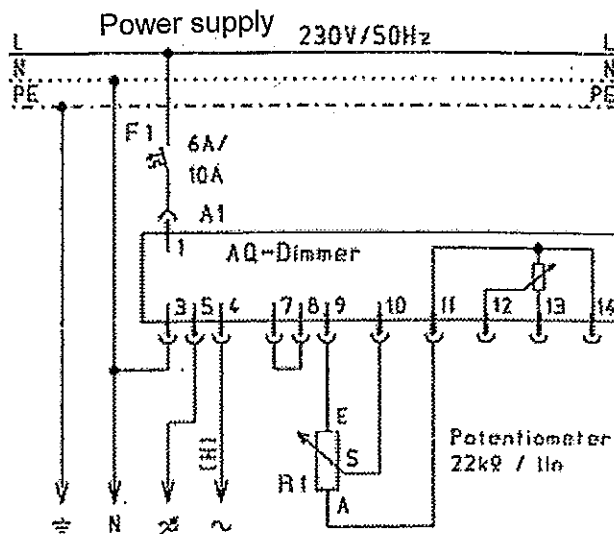 Power supply
L 230V/50Hz L
N N
PE PE
F1 6A/
10A
A1
1 AQ-Dimmer
3 5 4 7 8 9 10 11 12 13 14
E
(H) S Potentiometer
R1 22kΩ / lin
A
N ~